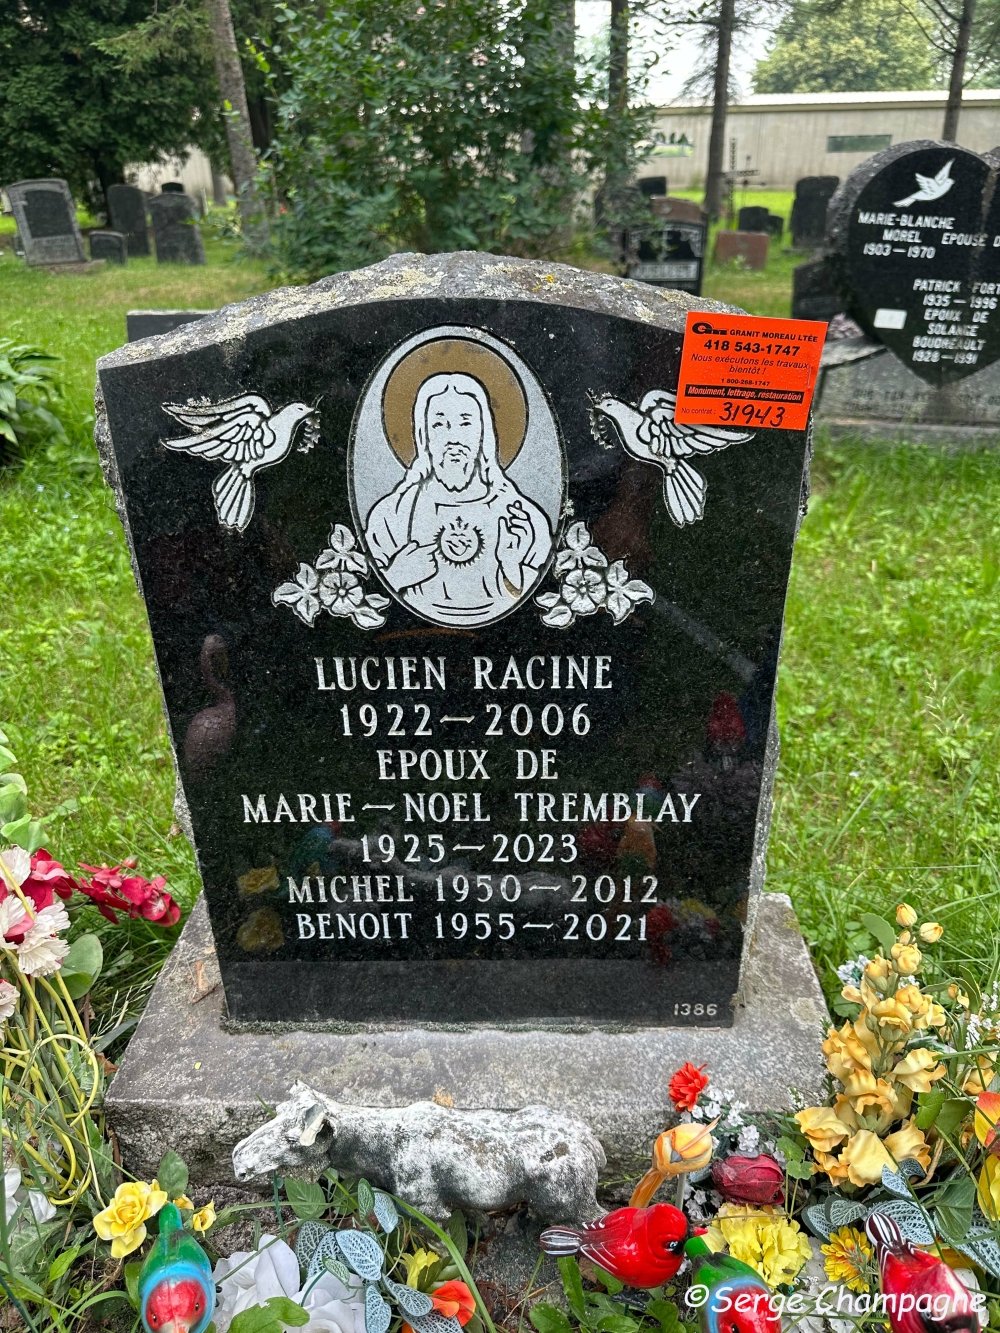 GRANIT MOREAU LTÉE
418 543-1747
Nous exécutons les travaux
bientôt !
1 800-268-1747
Monument, lettrage, restauration
No contrat : 31943
LUCIEN RACINE
1922 — 2006
EPOUX DE
MARIE — NOEL TREMBLAY
1925 — 2023
MICHEL 1950 — 2012
BENOIT 1955 — 2021
1386
MARIE-BLANCHE
MOREL EPOUSE
1903 — 1970
PATRICK
1935 — 1996
EPOUX DE
SOLANGE
BOUDREAULT
1928 — 1991
©Serge Champagne